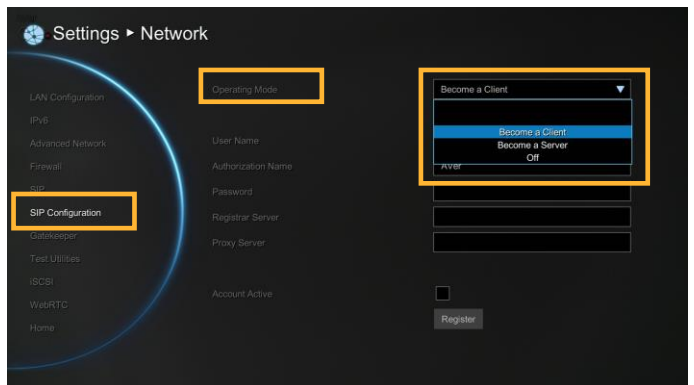 Settings ▸ Network
LAN Configuration
IPv6
Advanced Network
Firewall
SIP
SIP Configuration
Gatekeeper
Test Utilities
iSCSI
WebRTC
Home
Operating Mode
Become a Client
Become a Client
Become a Server
Off
User Name
Authorization Name
Aver
Password
Registrar Server
Proxy Server
Account Active
Register